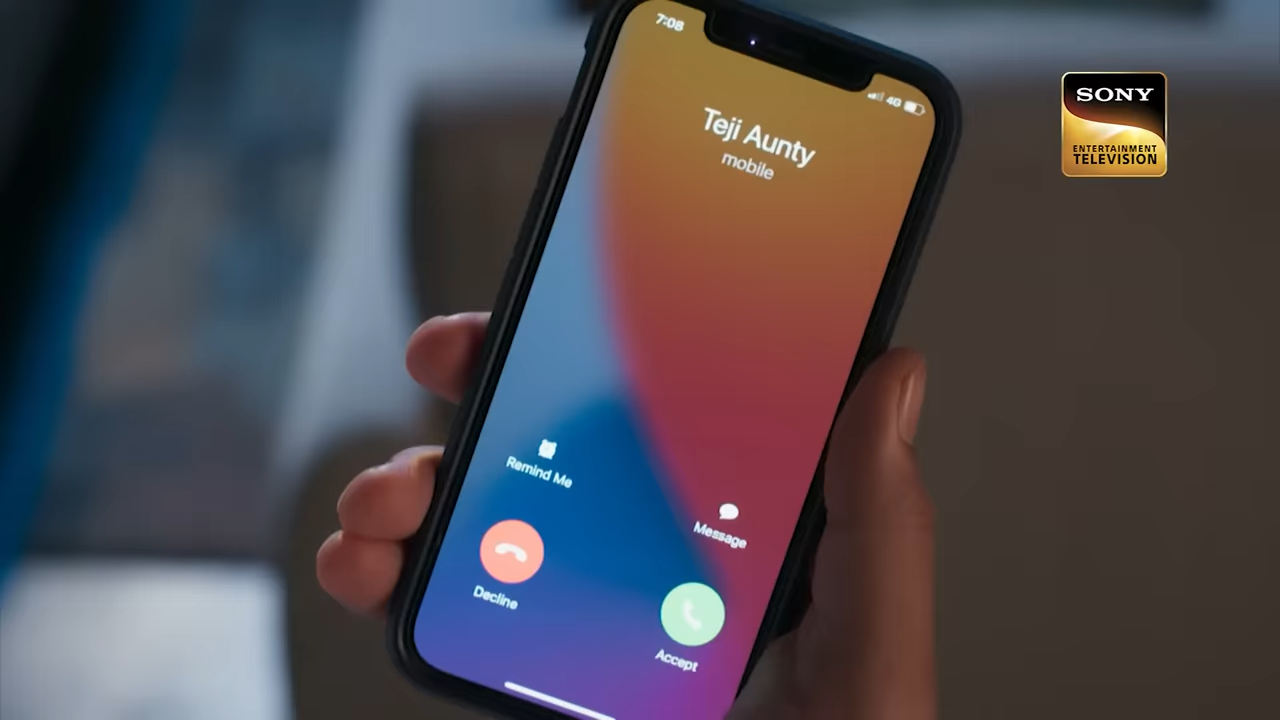 7:08
4G
Teji Aunty
mobile
Remind Me
Message
Decline
Accept
SONY
ENTERTAINMENT
TELEVISION